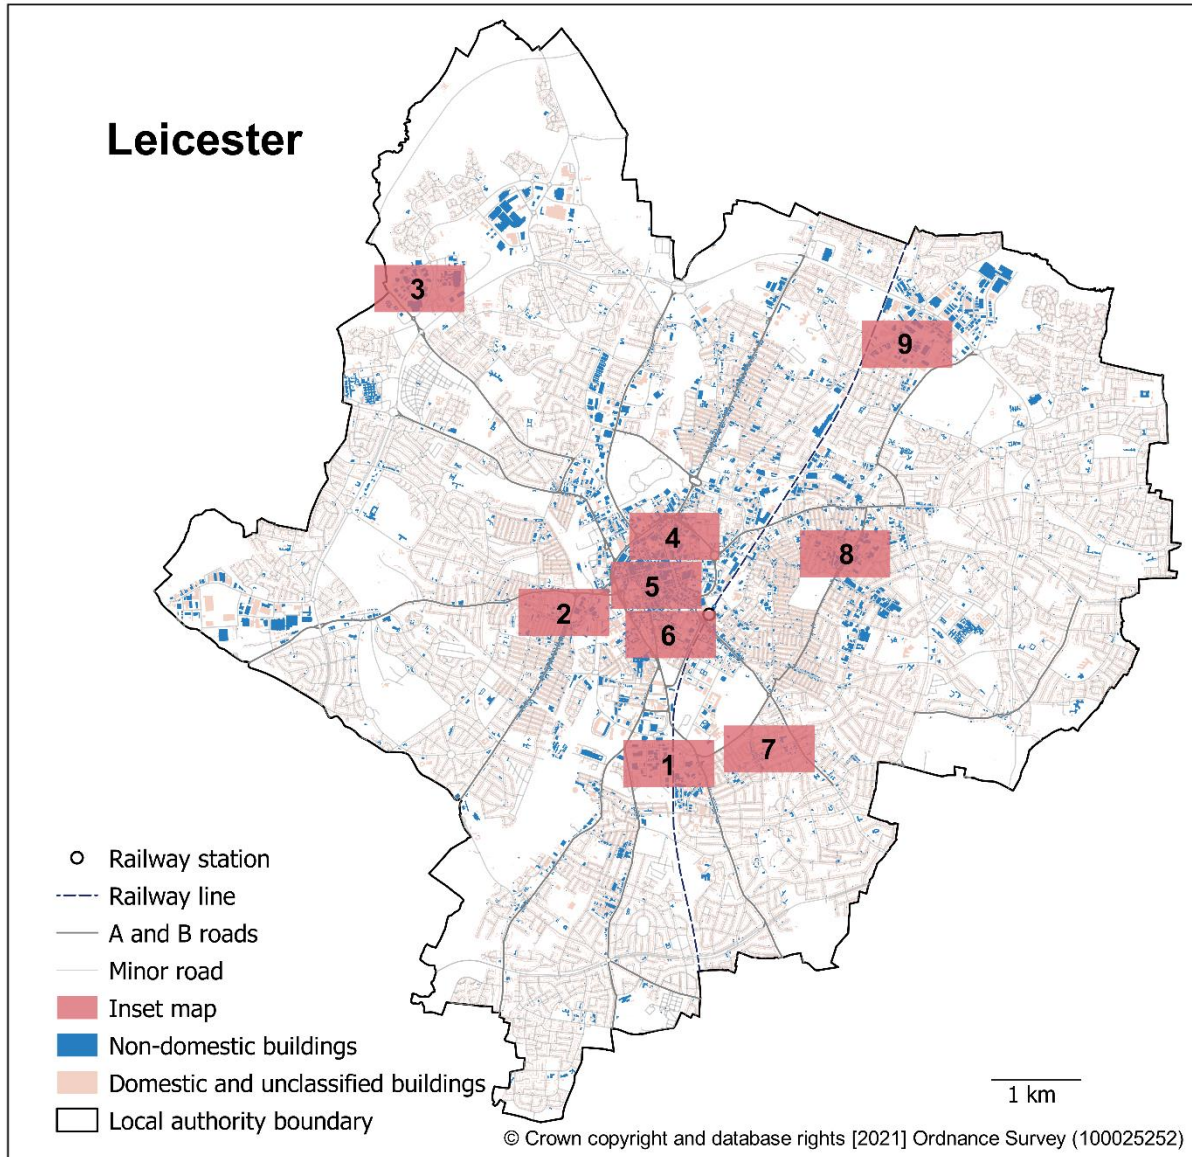 Leicester
3
9
4
8
5
2
6
7
1
Railway station
Railway line
A and B roads
Minor road
Inset map
Non-domestic buildings
Domestic and unclassified buildings
Local authority boundary
1 km
© Crown copyright and database rights [2021] Ordnance Survey (100025252)